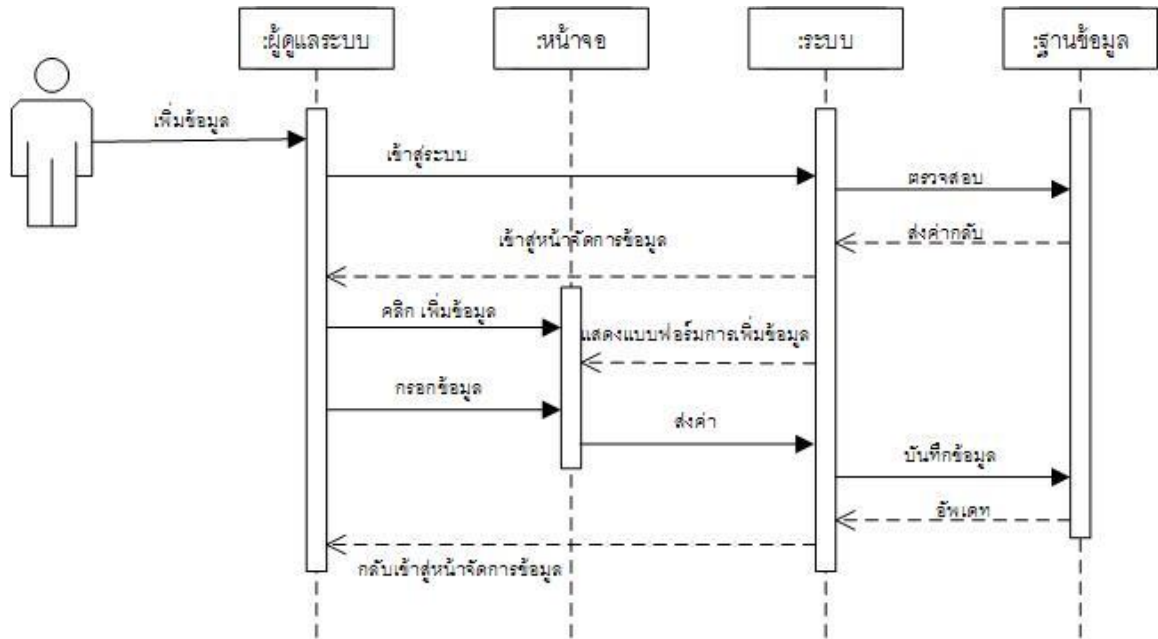 :ผู้ดูแลระบบ
:หน้าจอ
:ระบบ
:ฐานข้อมูล
เพิ่มข้อมูล
เข้าสู่ระบบ
ตรวจสอบ
ส่งค่ากลับ
เข้าสู่หน้าจัดการข้อมูล
คลิก เพิ่มข้อมูล
แสดงแบบฟอร์มการเพิ่มข้อมูล
กรอกข้อมูล
ส่งค่า
บันทึกข้อมูล
อัพเดท
กลับเข้าสู่หน้าจัดการข้อมูล